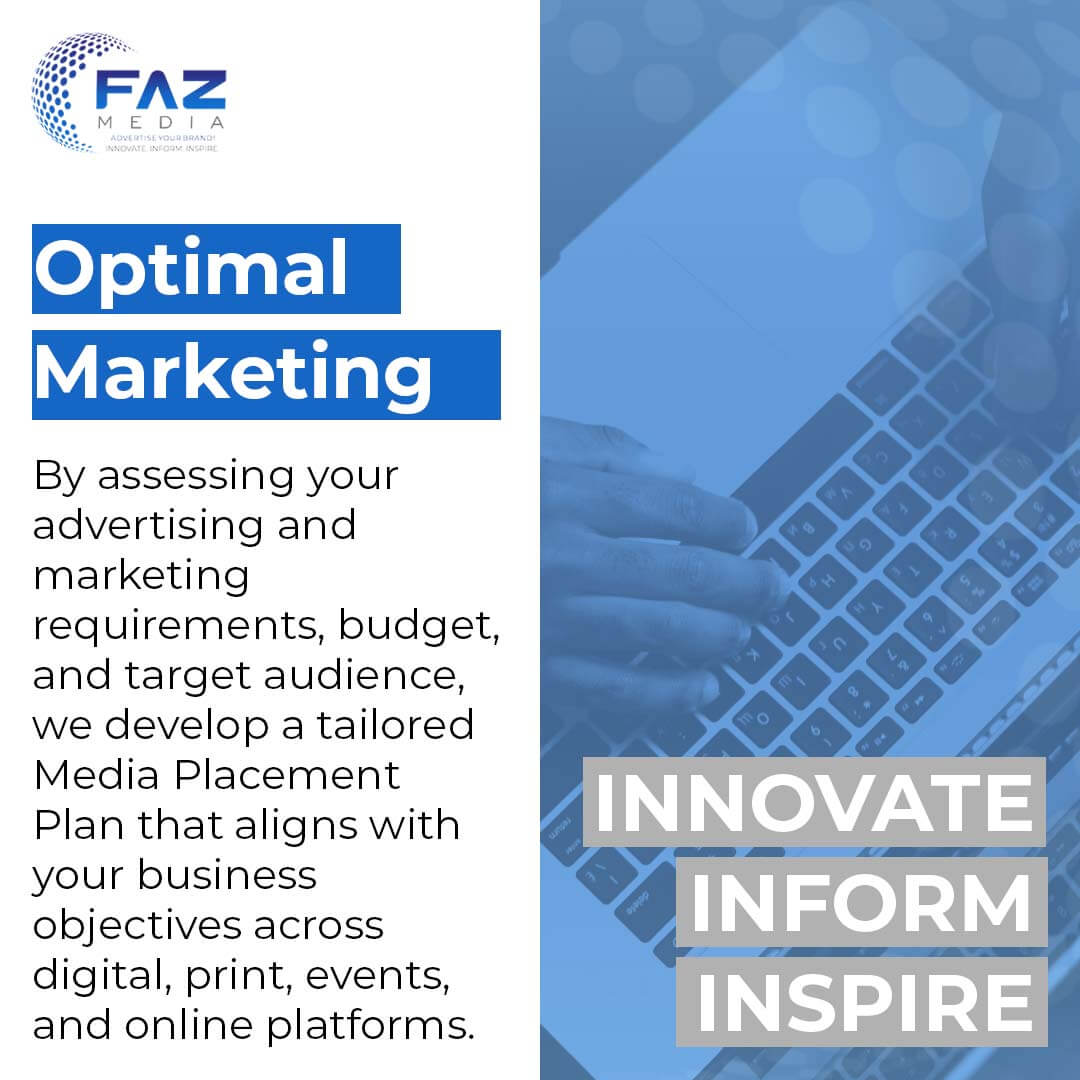 FAZ
MEDIA
ADVERTISE YOUR BRAND!
INNOVATE. INFORM. INSPIRE
Optimal
Marketing
By assessing your
advertising and
marketing
requirements, budget,
and target audience,
we develop a tailored
Media Placement
Plan that aligns with
your business
objectives across
digital, print, events,
and online platforms.
return
delete
INNOVATE
INFORM
INSPIRE